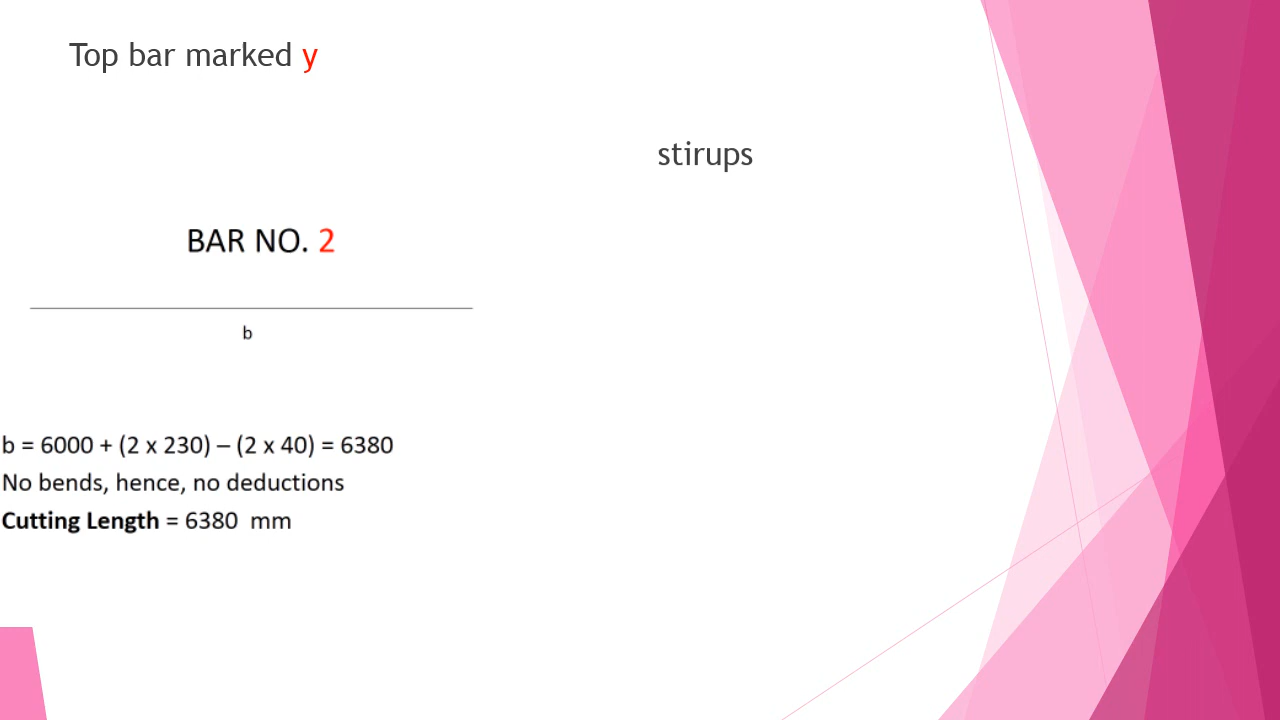 Top bar marked y
stirups
BAR NO. 2
b
b = 6000 + (2 x 230) – (2 x 40) = 6380
No bends, hence, no deductions
Cutting Length = 6380 mm